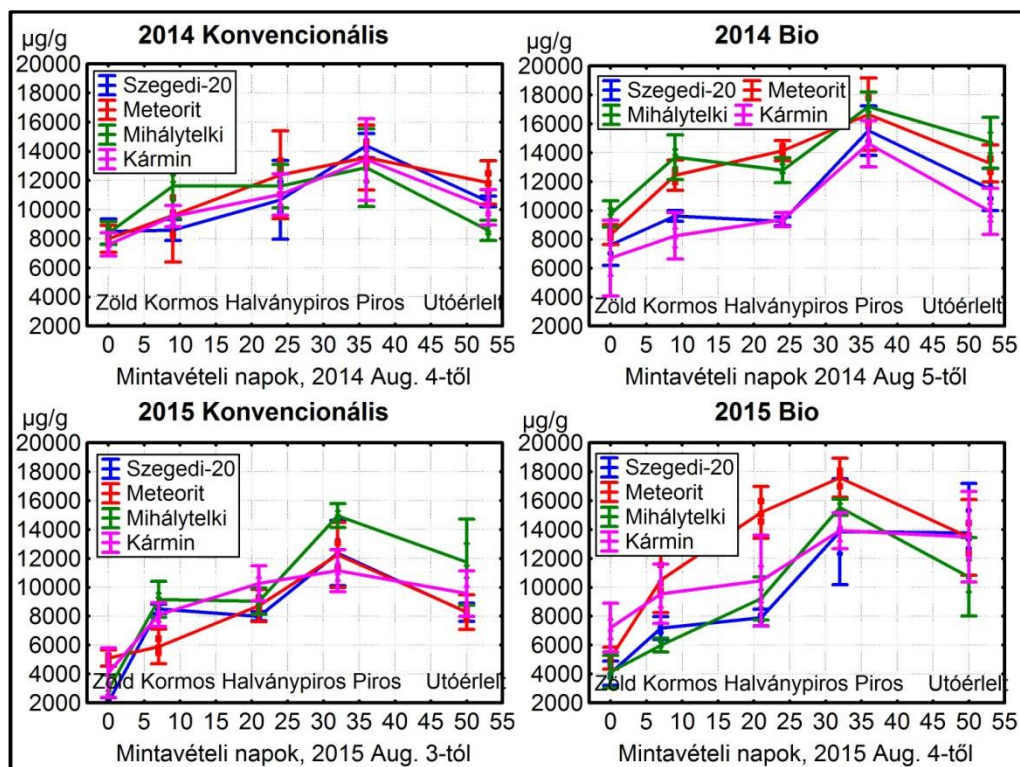 µg/g
2014 Konvencionális
20000
18000
16000
14000
12000
10000
8000
6000
4000
2000
Szegedi-20
Meteorit
Mihálytelki
Kármin
Zöld Kormos Halványpiros Piros Utóérlelt
0 5 10 15 20 25 30 35 40 45 50 55
Mintavételi napok, 2014 Aug. 4-től
µg/g
2014 Bio
20000
18000
16000
14000
12000
10000
8000
6000
4000
2000
Szegedi-20 Meteorit
Mihálytelki Kármin
Zöld Kormos Halványpiros Piros Utóérlelt
0 5 10 15 20 25 30 35 40 45 50 55
Mintavételi napok 2014 Aug 5-től
µg/g
2015 Konvencionális
20000
18000
16000
14000
12000
10000
8000
6000
4000
2000
Szegedi-20
Meteorit
Mihálytelki
Kármin
Zöld Kormos Halványpiros Piros Utóérlelt
0 5 10 15 20 25 30 35 40 45 50 55
Mintavételi napok, 2015 Aug. 3-tól
µg/g
2015 Bio
20000
18000
16000
14000
12000
10000
8000
6000
4000
2000
Szegedi-20
Meteorit
Mihálytelki
Kármin
Zöld Kormos Halványpiros Piros Utóérlelt
0 5 10 15 20 25 30 35 40 45 50 55
Mintavételi napok, 2015 Aug. 4-től